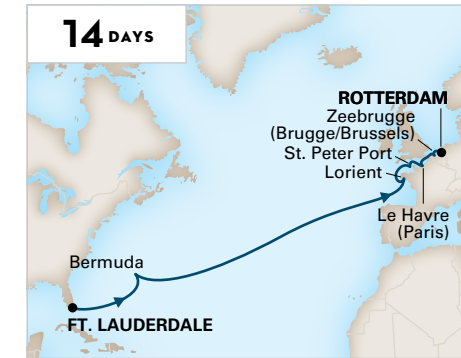 14 DAYS
ROTTERDAM
Zeebrugge
(Brugge/Brussels)
St. Peter Port
Lorient
Le Havre
(Paris)
Bermuda
FT. LAUDERDALE